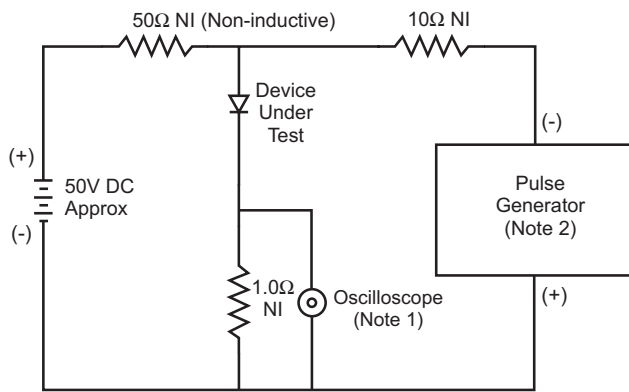 50Ω NI (Non-inductive)
10Ω NI
Device
Under
Test
(-)
(+)
50V DC
Approx
(-)
Pulse
Generator
(Note 2)
1.0Ω
NI
Oscilloscope
(Note 1)
(+)